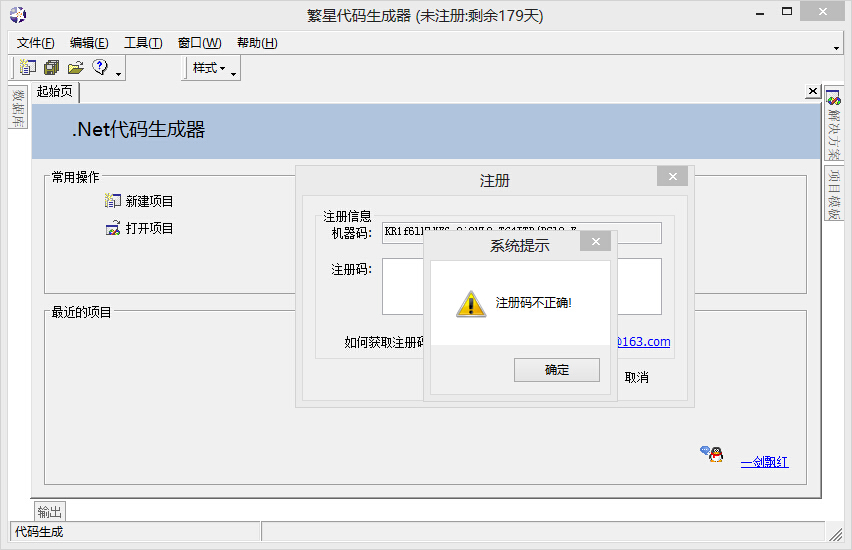 繁星代码生成器 (未注册:剩余179天)
文件(F) 编辑(E) 工具(T) 窗口(W) 帮助(H)
样式
数据库
起始页
解决方案
项目模板
.Net代码生成器
常用操作
新建项目
打开项目
最近的项目
注册
注册信息
机器码:
注册码:
如何获取注册码
@163.com
取消
系统提示
注册码不正确!
确定
一剑飘红
输出
代码生成